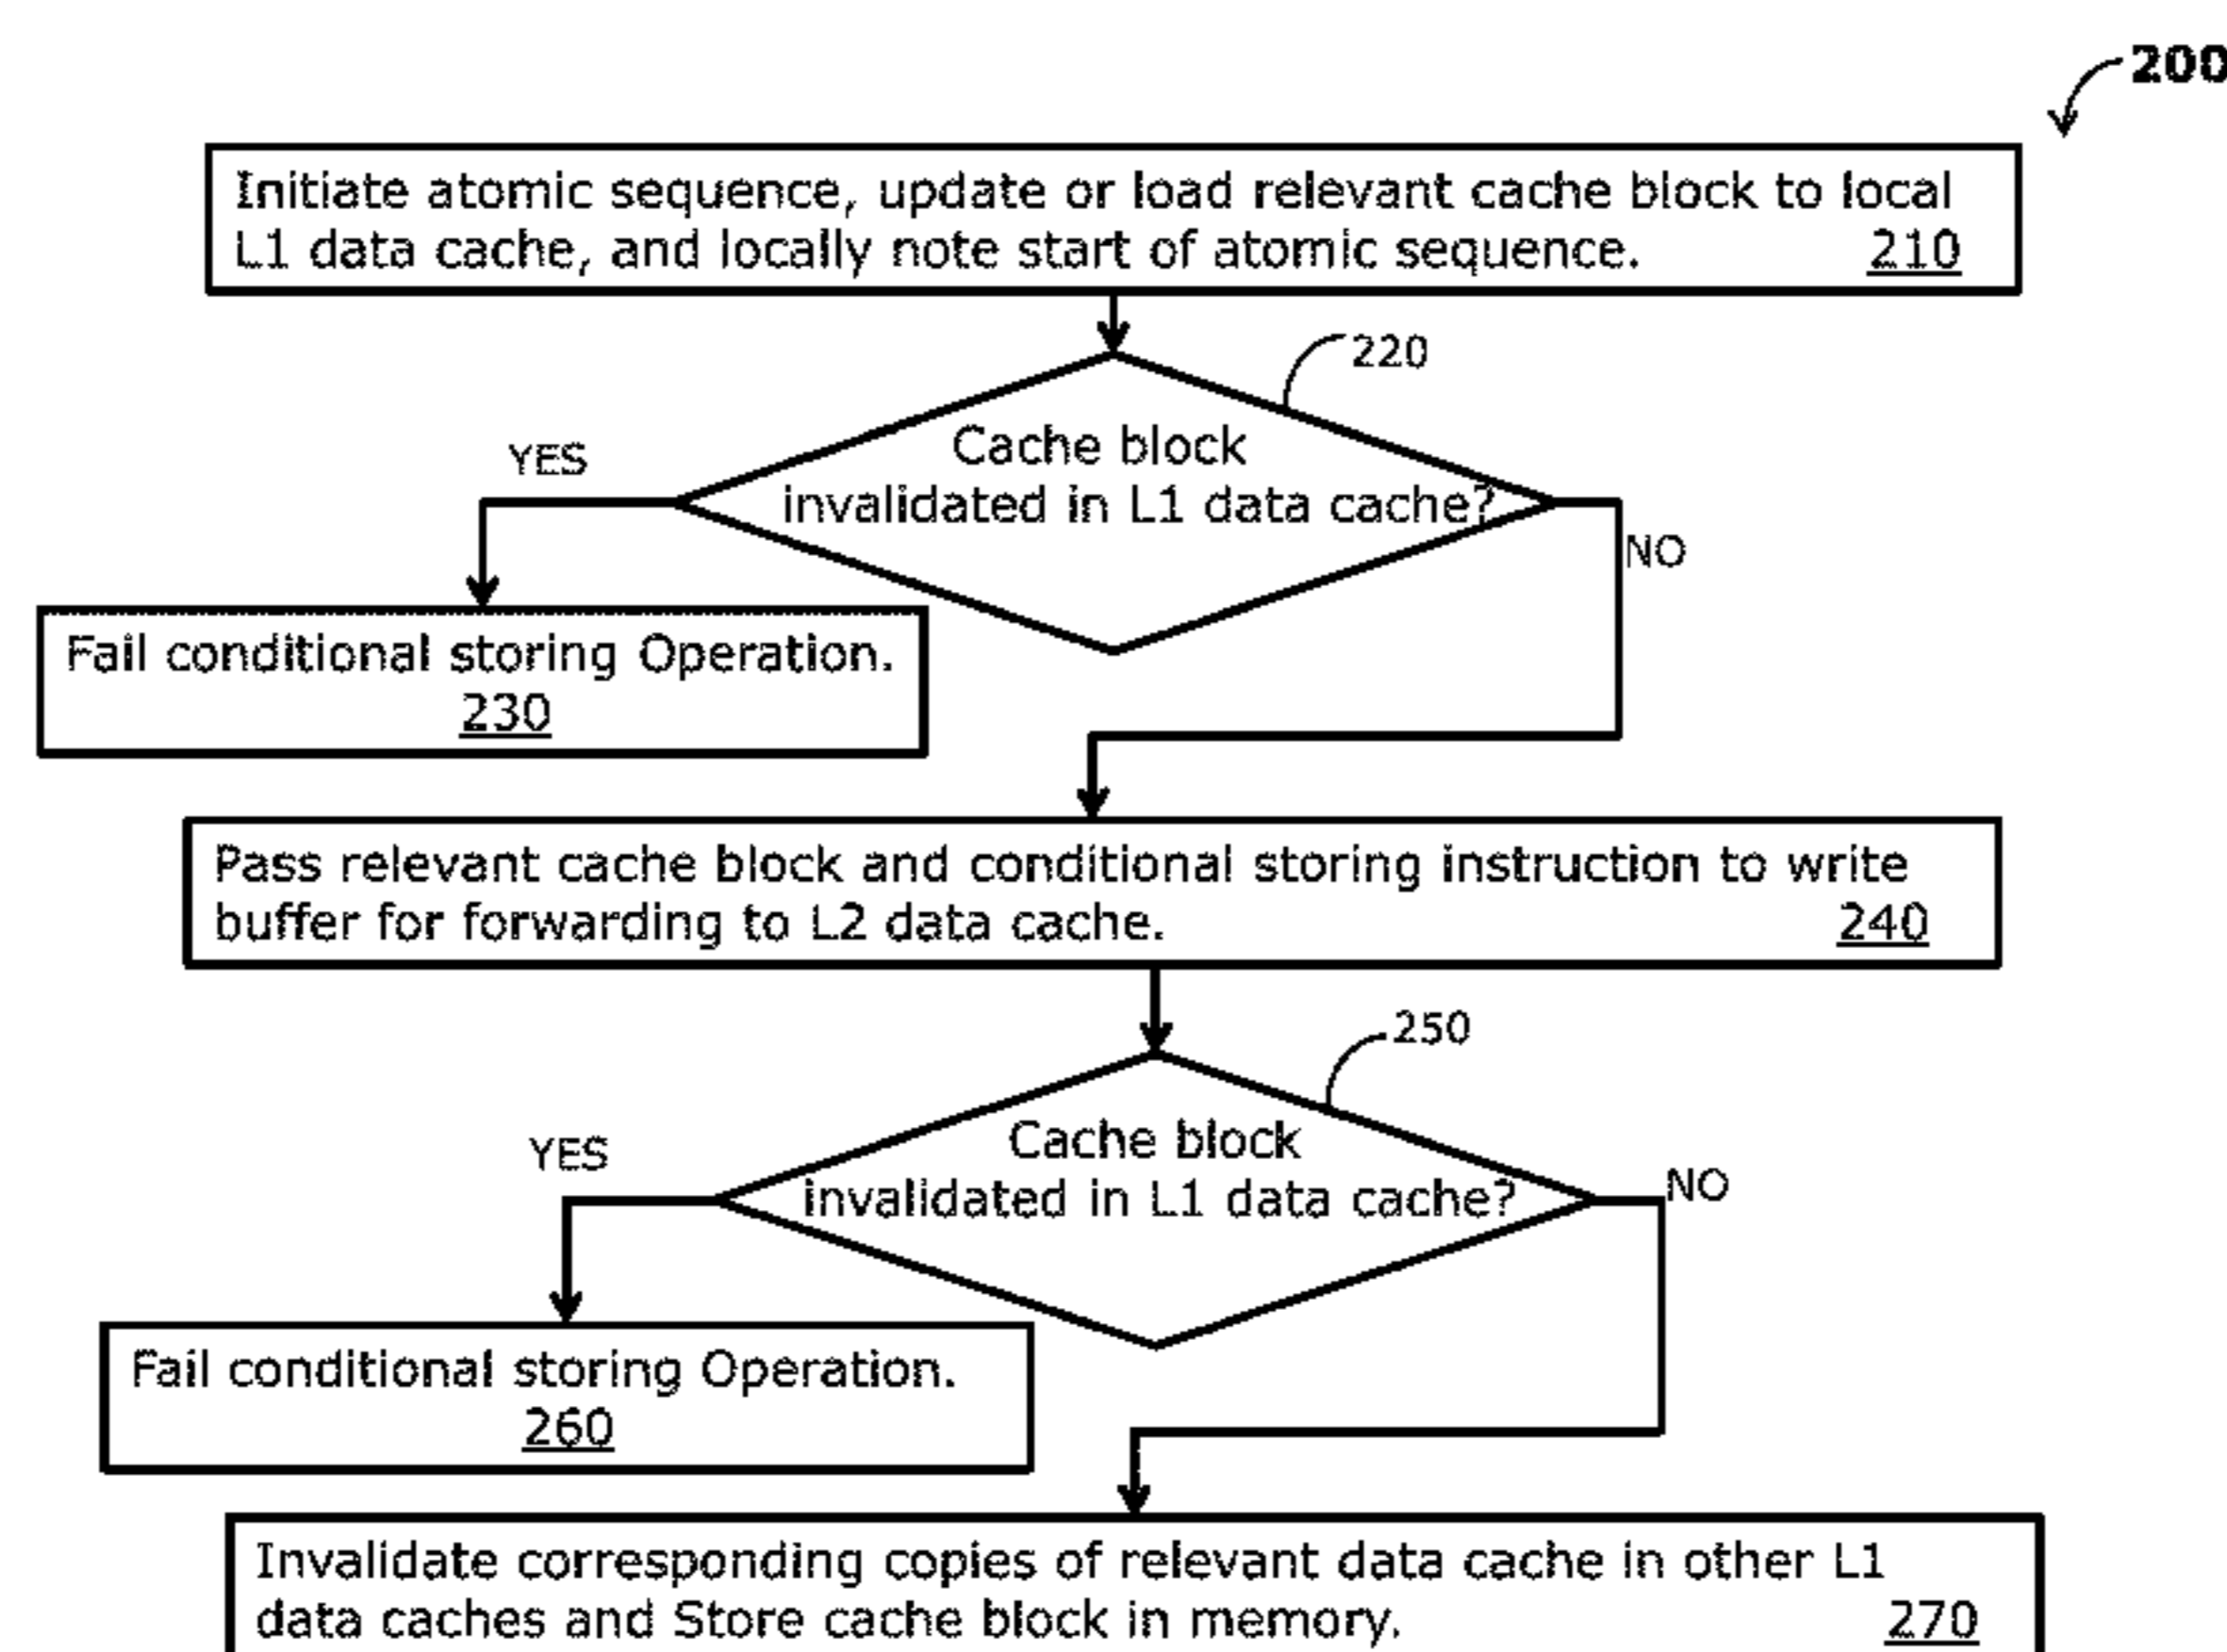 200
Initiate atomic sequence, update or load relevant cache block to local
L1 data cache, and locally note start of atomic sequence. 210
220
Cache block
invalidated in L1 data cache?
YES
NO
Fail conditional storing Operation.
230
Pass relevant cache block and conditional storing instruction to write
buffer for forwarding to L2 data cache. 240
250
Cache block
invalidated in L1 data cache?
YES
NO
Fail conditional storing Operation.
260
Invalidate corresponding copies of relevant data cache in other L1
data caches and Store cache block in memory. 270